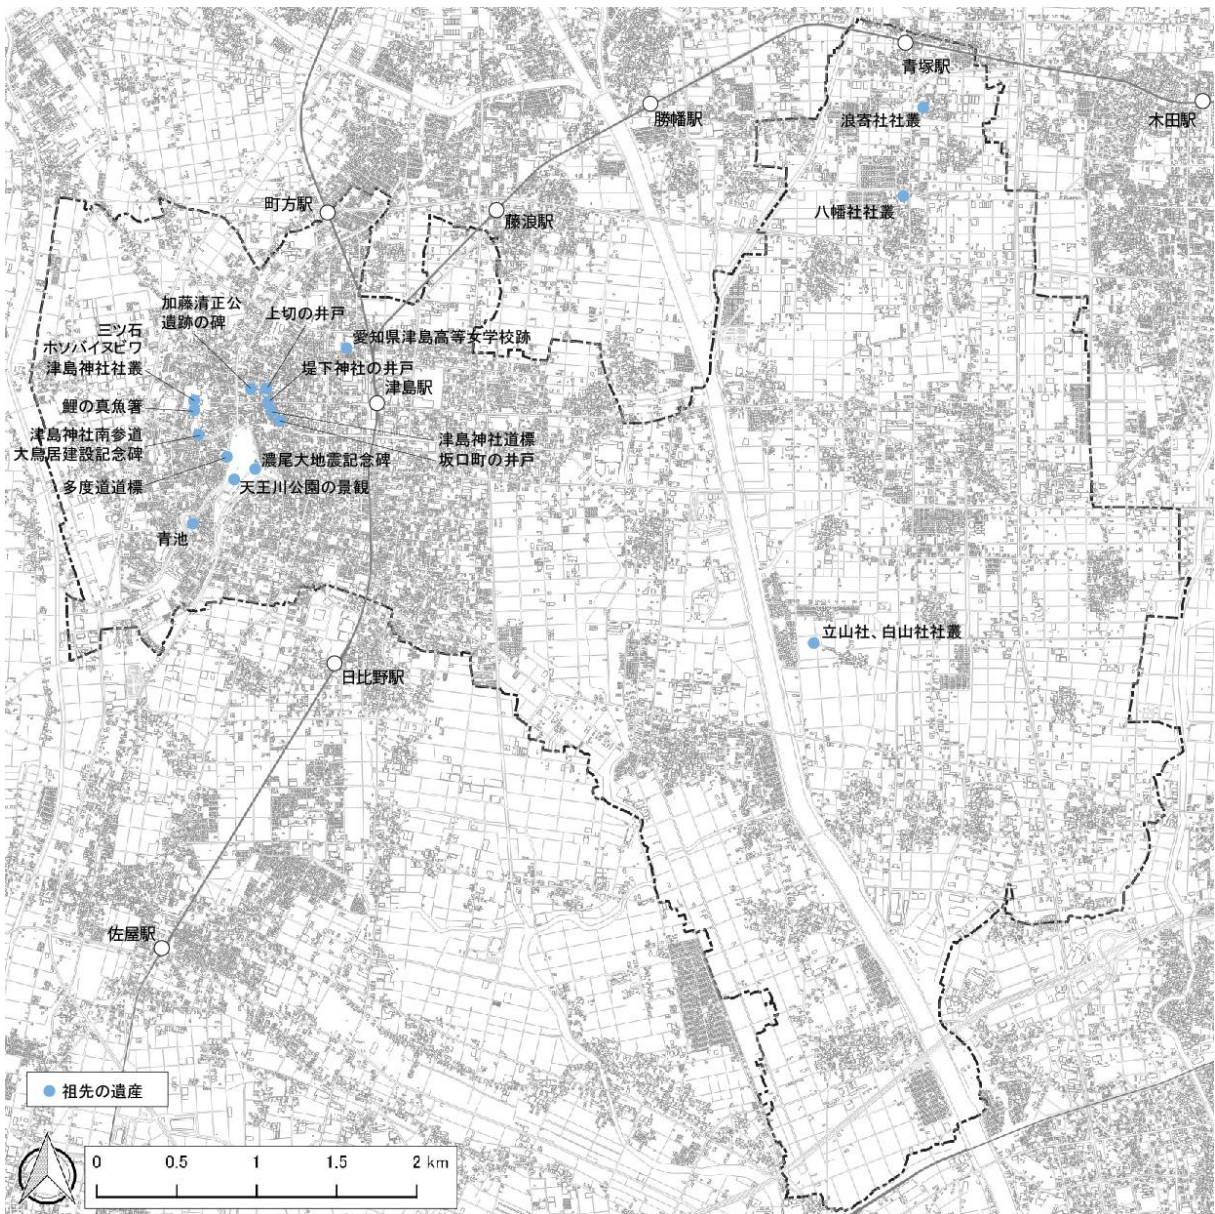 青塚駅
勝幡駅
木田駅
浪寄社社叢
町方駅
藤浪駅
八幡社社叢
加藤清正公
遺跡の碑
上切の井戸
三ツ石
ホソバイヌビワ
津島神社社叢
愛知県津島高等女学校跡
堤下神社の井戸
津島駅
鯉の真魚箸
津島神社南参道
大鳥居建設記念碑
津島神社道標
坂口町の井戸
多度道道標
濃尾大地震記念碑
天王川公園の景観
青池
立山社、白山社社叢
日比野駅
佐屋駅
祖先の遺産
0 0.5 1 1.5 2 km